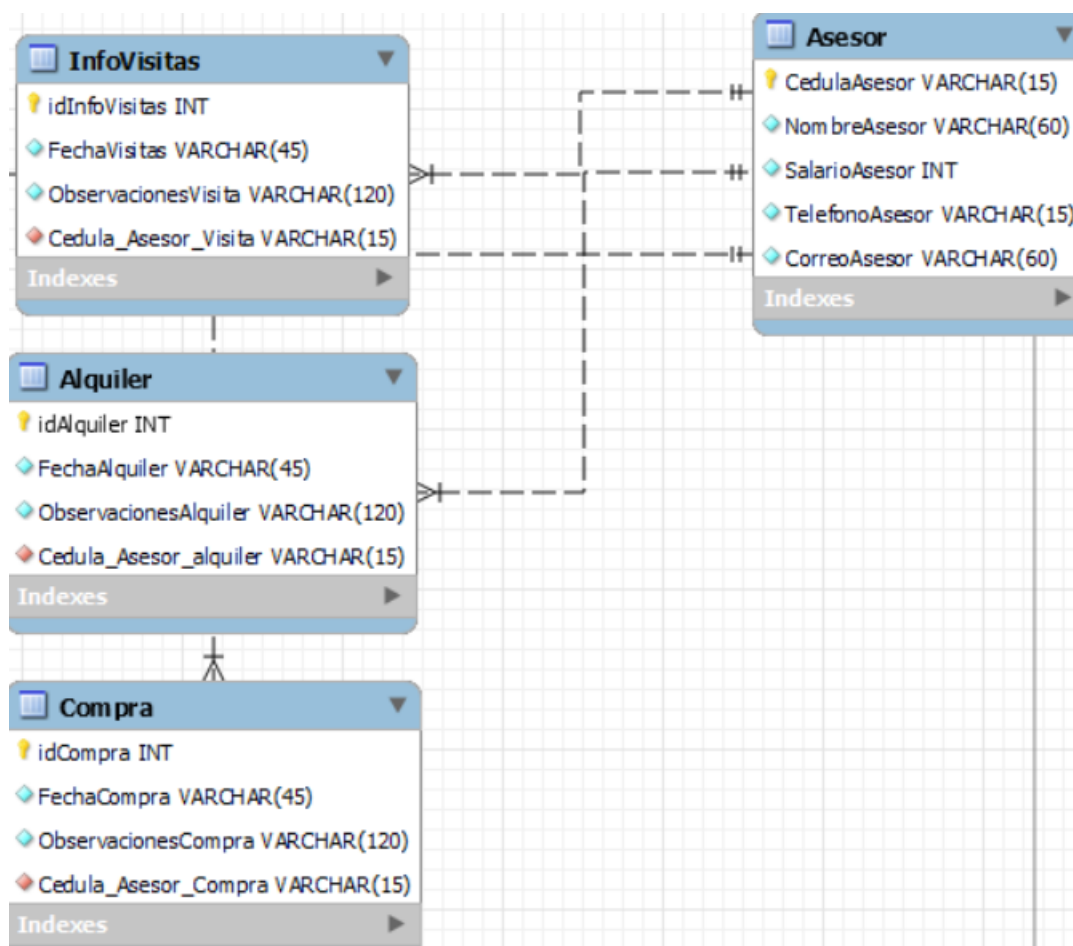 InfoVisitas
idInfoVisitas INT
FechaVisitas VARCHAR(45)
ObservacionesVisita VARCHAR(120)
Cedula_Asesor_Visita VARCHAR(15)
Indexes
Asesor
CedulaAsesor VARCHAR(15)
NombreAsesor VARCHAR(60)
SalarioAsesor INT
TelefonoAsesor VARCHAR(15)
CorreoAsesor VARCHAR(60)
Indexes
Alquiler
idAlquiler INT
FechaAlquiler VARCHAR(45)
ObservacionesAlquiler VARCHAR(120)
Cedula_Asesor_alquiler VARCHAR(15)
Indexes
Compra
idCompra INT
FechaCompra VARCHAR(45)
ObservacionesCompra VARCHAR(120)
Cedula_Asesor_Compra VARCHAR(15)
Indexes